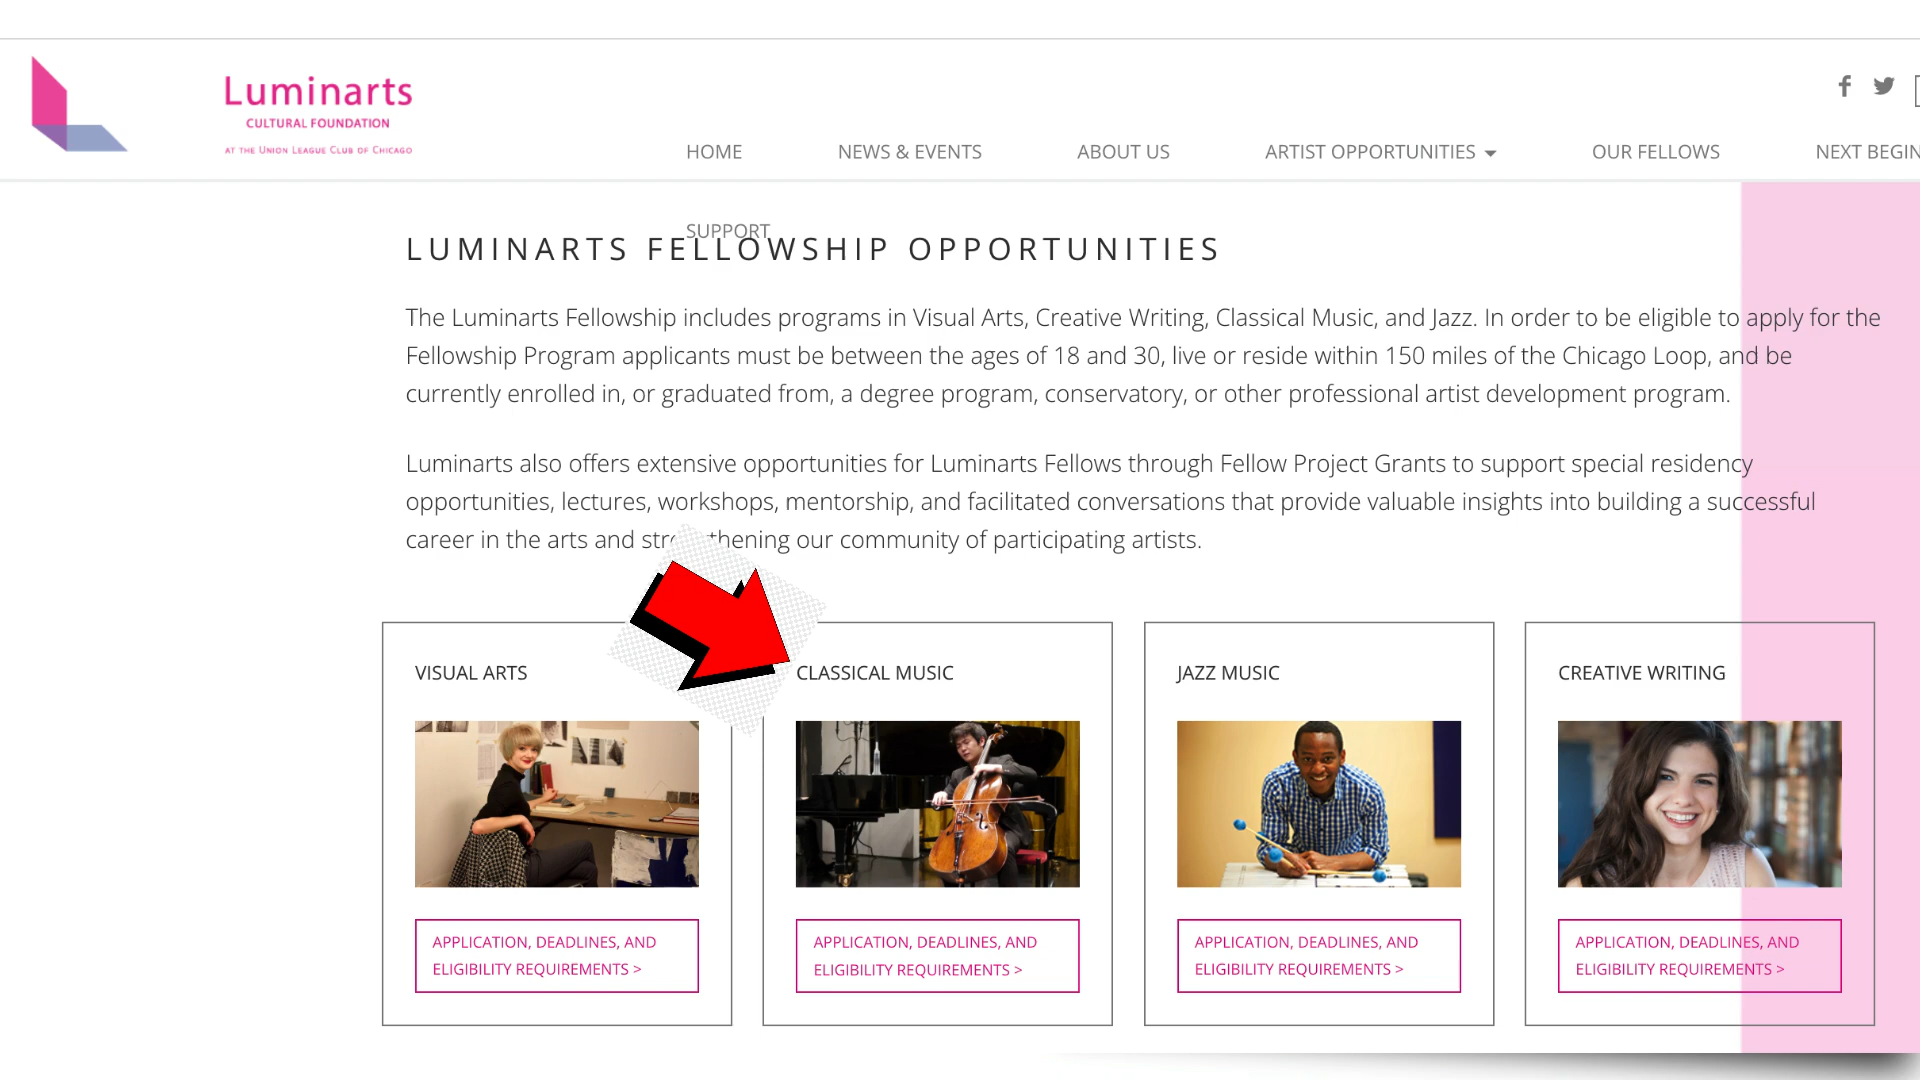 Luminarts
CULTURAL FOUNDATION
AT THE UNION LEAGUE CLUB OF CHICAGO
HOME
NEWS & EVENTS
ABOUT US
ARTIST OPPORTUNITIES
OUR FELLOWS
NEXT BEGIN
SUPPORT
LUMINARTS FELLOWSHIP OPPORTUNITIES
The Luminarts Fellowship includes programs in Visual Arts, Creative Writing, Classical Music, and Jazz. In order to be eligible to apply for the
Fellowship Program applicants must be between the ages of 18 and 30, live or reside within 150 miles of the Chicago Loop, and be
currently enrolled in, or graduated from, a degree program, conservatory, or other professional artist development program.
Luminarts also offers extensive opportunities for Luminarts Fellows through Fellow Project Grants to support special residency
opportunities, lectures, workshops, mentorship, and facilitated conversations that provide valuable insights into building a successful
career in the arts and our community of participating artists.
VISUAL ARTS
APPLICATION, DEADLINES, AND
ELIGIBILITY REQUIREMENTS >
CLASSICAL MUSIC
APPLICATION, DEADLINES, AND
ELIGIBILITY REQUIREMENTS >
JAZZ MUSIC
APPLICATION, DEADLINES, AND
ELIGIBILITY REQUIREMENTS >
CREATIVE WRITING
APPLICATION, DEADLINES, AND
ELIGIBILITY REQUIREMENTS >